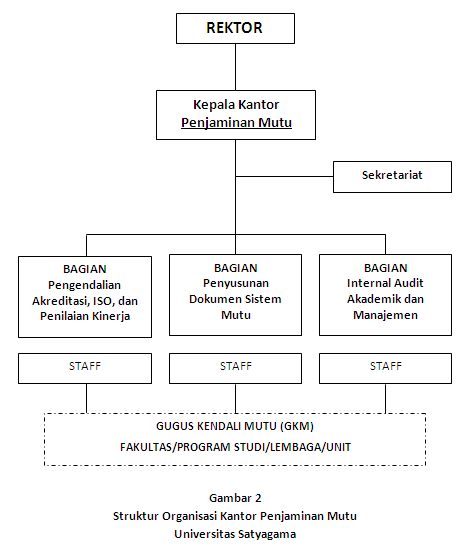 REKTOR
Kepala Kantor
Penjaminan Mutu
Sekretariat
BAGIAN
Pengendalian
Akreditasi, ISO, dan
Penilaian Kinerja
BAGIAN
Penyusunan
Dokumen Sistem
Mutu
BAGIAN
Internal Audit
Akademik dan
Manajemen
STAFF
STAFF
STAFF
GUGUS KENDALI MUTU (GKM)
FAKULTAS/PROGRAM STUDI/LEMBAGA/UNIT
Gambar 2
Struktur Organisasi Kantor Penjaminan Mutu
Universitas Satyagama